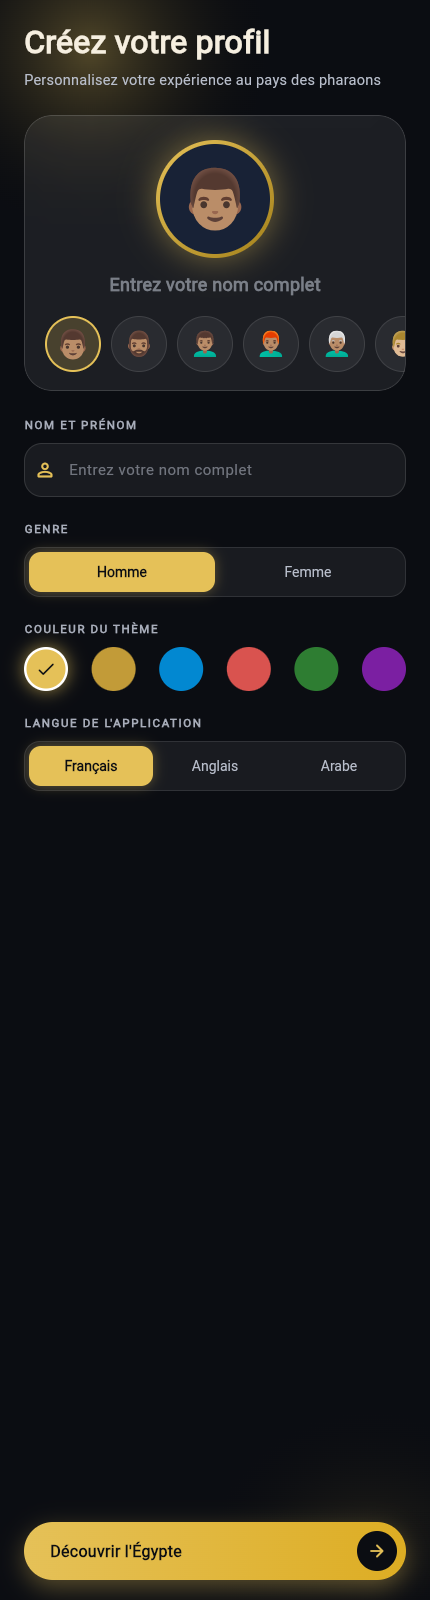 Créez votre profil
Personnalisez votre expérience au pays des pharaons
Entrez votre nom complet
NOM ET PRÉNOM
Entrez votre nom complet
GENRE
Homme Femme
COULEUR DU THÈME
LANGUE DE L'APPLICATION
Français Anglais Arabe
Découvrir l'Égypte